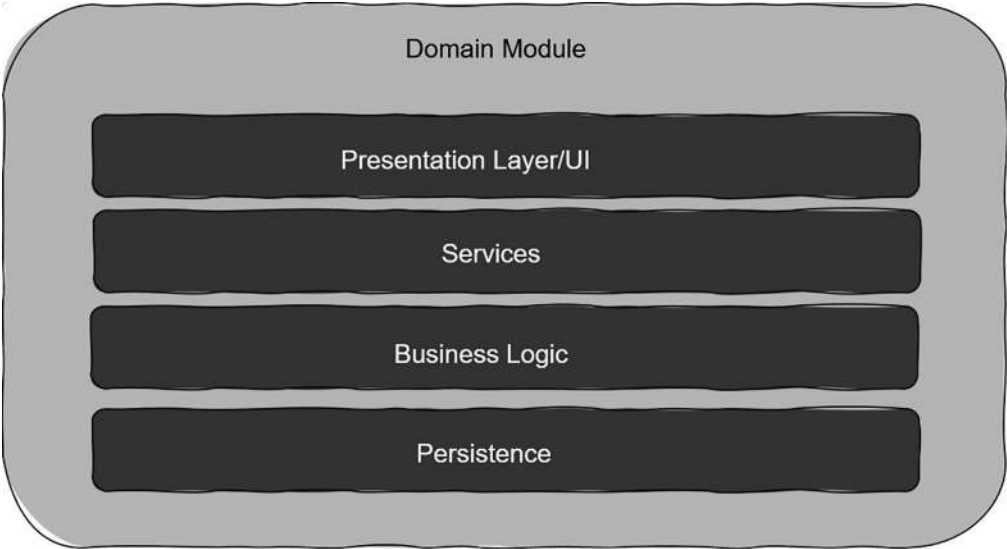 Domain Module
Presentation Layer/UI
Services
Business Logic
Persistence